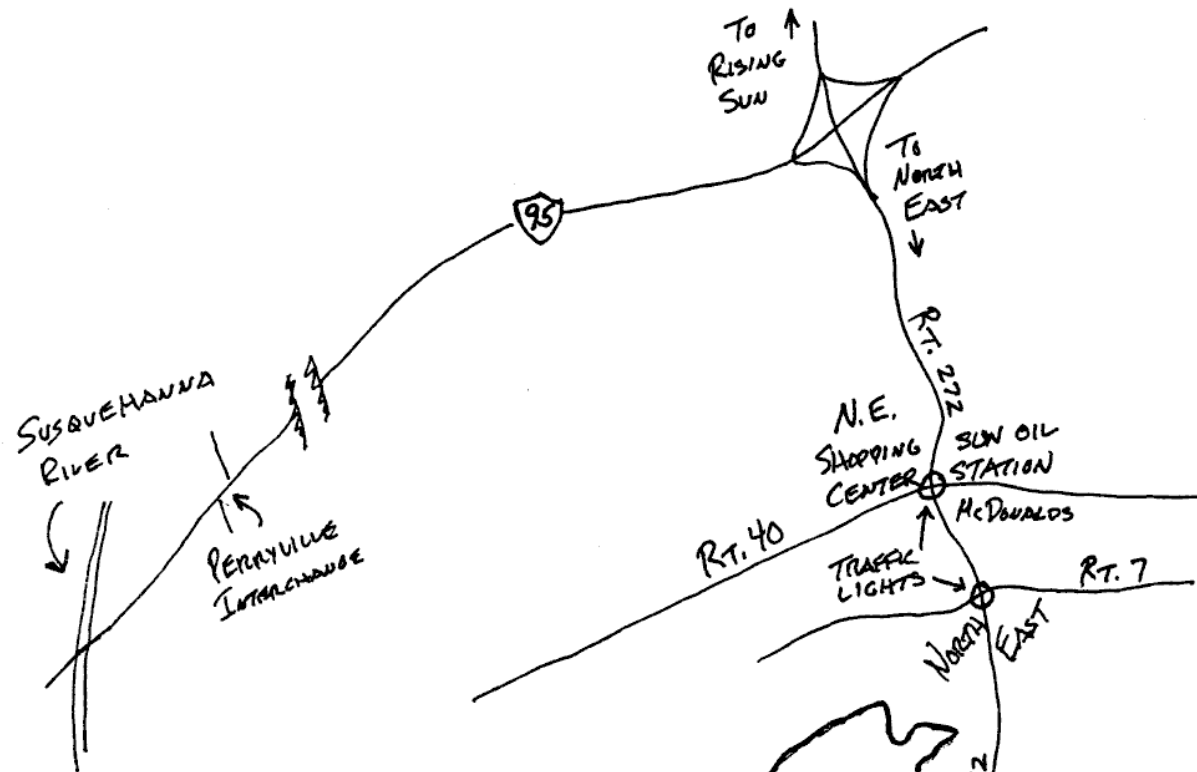 TO
RISING
SUN
TO
NORTH
EAST
95
RT. 272
SUSQUEHANNA
RIVER
PERRYVILLE
INTERCHANGE
N.E.
SHOPPING
CENTER
SUN OIL
STATION
McDONALDS
RT. 40
TRAFFIC
LIGHTS
RT. 7
NORTH EAST